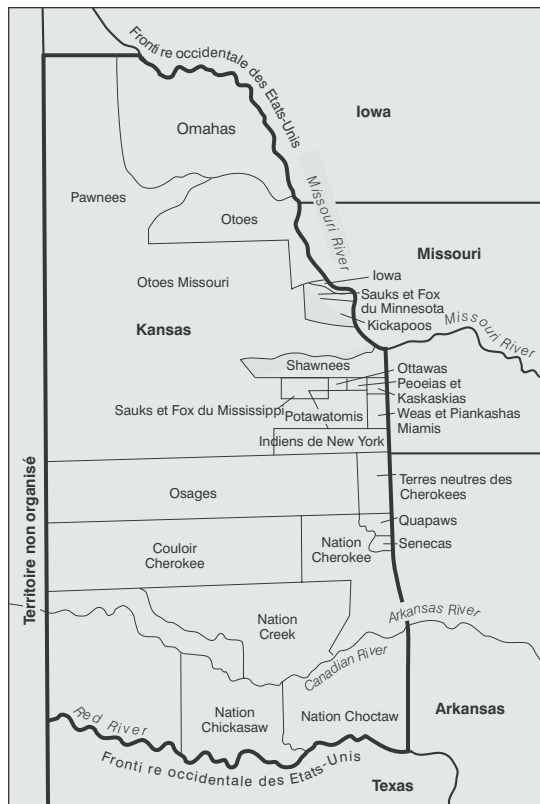 Fronti re occidentale des Etats-Unis
Iowa
Omahas
Pawnees
Missouri River
Otoes
Missouri
Otoes Missouri
Iowa
Sauks et Fox
du Minnesota
Kickapoos
Missouri River
Kansas
Shawnees
Ottawas
Peoeias et
Kaskaskias
Sauks et Fox du Mississippi
Potawatomis
Weas et Piankashas
Miamis
Indiens de New York
Territoire non organisé
Osages
Terres neutres des
Cherokees
Quapaws
Couloir
Cherokee
Nation
Cherokee
Senecas
Nation
Creek
Arkansas River
Canadian River
Red River
Nation
Chickasaw
Nation Choctaw
Arkansas
Fronti re occidentale des Etats-Unis
Texas